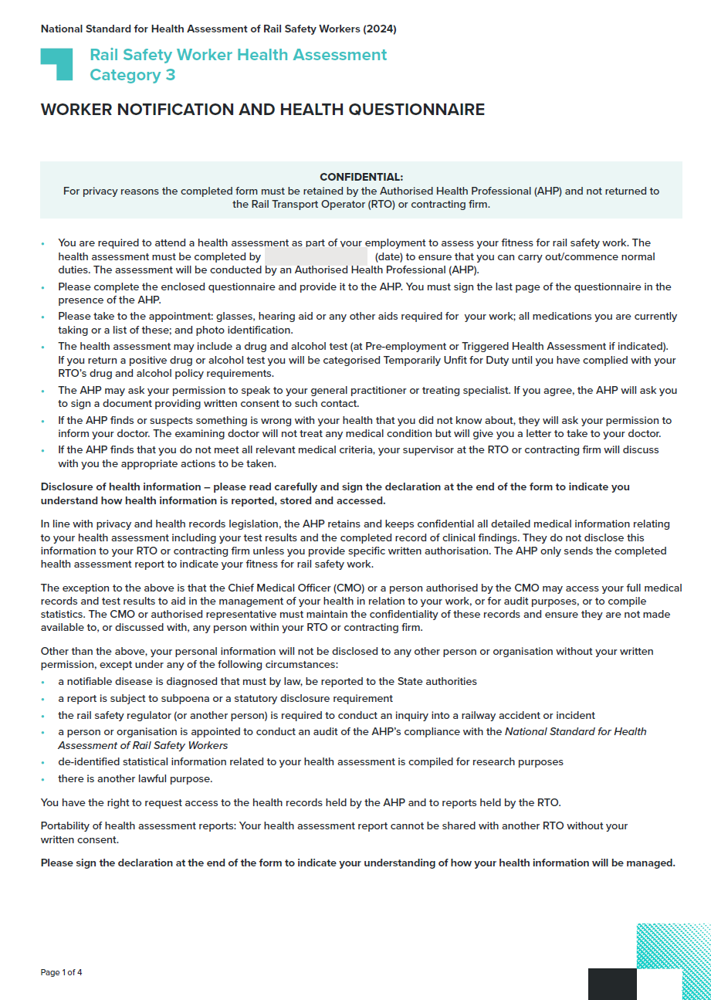 National Standard for Health Assessment of Rail Safety Workers (2024)
Rail Safety Worker Health Assessment
Category 3
WORKER NOTIFICATION AND HEALTH QUESTIONNAIRE
CONFIDENTIAL:
For privacy reasons the completed form must be retained by the Authorised Health Professional (AHP) and not returned to
the Rail Transport Operator (RTO) or contracting firm.
• You are required to attend a health assessment as part of your employment to assess your fitness for rail safety work. The
health assessment must be completed by (date) to ensure that you can carry out/commence normal
duties. The assessment will be conducted by an Authorised Health Professional (AHP).
• Please complete the enclosed questionnaire and provide it to the AHP. You must sign the last page of the questionnaire in the
presence of the AHP.
• Please take to the appointment: glasses, hearing aid or any other aids required for your work; all medications you are currently
taking or a list of these; and photo identification.
• The health assessment may include a drug and alcohol test (at Pre-employment or Triggered Health Assessment if indicated).
If you return a positive drug or alcohol test you will be categorised Temporarily Unfit for Duty until you have complied with your
RTO's drug and alcohol policy requirements.
• The AHP may ask your permission to speak to your general practitioner or treating specialist. If you agree, the AHP will ask you
to sign a document providing written consent to such contact.
• If the AHP finds or suspects something is wrong with your health that you did not know about, they will ask your permission to
inform your doctor. The examining doctor will not treat any medical condition but will give you a letter to take to your doctor.
• If the AHP finds that you do not meet all relevant medical criteria, your supervisor at the RTO or contracting firm will discuss
with you the appropriate actions to be taken.
Disclosure of health information – please read carefully and sign the declaration at the end of the form to indicate you
understand how health information is reported, stored and accessed.
In line with privacy and health records legislation, the AHP retains and keeps confidential all detailed medical information relating
to your health assessment including your test results and the completed record of clinical findings. They do not disclose this
information to your RTO or contracting firm unless you provide specific written authorisation. The AHP only sends the completed
health assessment report to indicate your fitness for rail safety work.
The exception to the above is that the Chief Medical Officer (CMO) or a person authorised by the CMO may access your full medical
records and test results to aid in the management of your health in relation to your work, or for audit purposes, or to compile
statistics. The CMO or authorised representative must maintain the confidentiality of these records and ensure they are not made
available to, or discussed with, any person within your RTO or contracting firm.
Other than the above, your personal information will not be disclosed to any other person or organisation without your written
permission, except under any of the following circumstances:
• a notifiable disease is diagnosed that must by law, be reported to the State authorities
• a report is subject to subpoena or a statutory disclosure requirement
• the rail safety regulator (or another person) is required to conduct an inquiry into a railway accident or incident
• a person or organisation is appointed to conduct an audit of the AHP's compliance with the National Standard for Health
Assessment of Rail Safety Workers
• de-identified statistical information related to your health assessment is compiled for research purposes
• there is another lawful purpose.
You have the right to request access to the health records held by the AHP and to reports held by the RTO.
Portability of health assessment reports: Your health assessment report cannot be shared with another RTO without your
written consent.
Please sign the declaration at the end of the form to indicate your understanding of how your health information will be managed.
Page 1 of 4